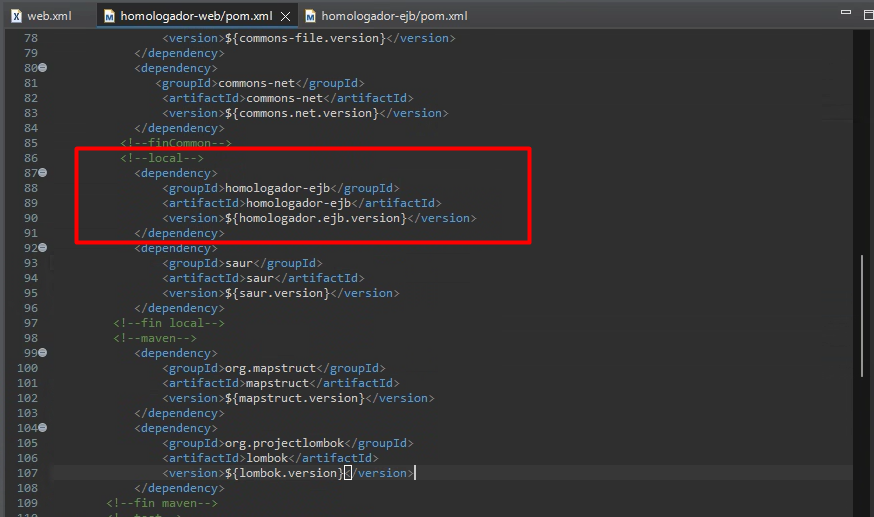 web.xml homologador-web/pom.xml homologador-ejb/pom.xml
78 <version>${commons-file.version}</version>
79 </dependency>
80 <dependency>
81 <groupId>commons-net</groupId>
82 <artifactId>commons-net</artifactId>
83 <version>${commons.net.version}</version>
84 </dependency>
85 <!--finCommon-->
86 <!--local-->
87 <dependency>
88 <groupId>homologador-ejb</groupId>
89 <artifactId>homologador-ejb</artifactId>
90 <version>${homologador.ejb.version}</version>
91 </dependency>
92 <dependency>
93 <groupId>saur</groupId>
94 <artifactId>saur</artifactId>
95 <version>${saur.version}</version>
96 </dependency>
97 <!--fin local-->
98 <!--maven-->
99 <dependency>
100 <groupId>org.mapstruct</groupId>
101 <artifactId>mapstruct</artifactId>
102 <version>${mapstruct.version}</version>
103 </dependency>
104 <dependency>
105 <groupId>org.projectlombok</groupId>
106 <artifactId>lombok</artifactId>
107 <version>${lombok.version}</version>
108 </dependency>
109 <!--fin maven-->